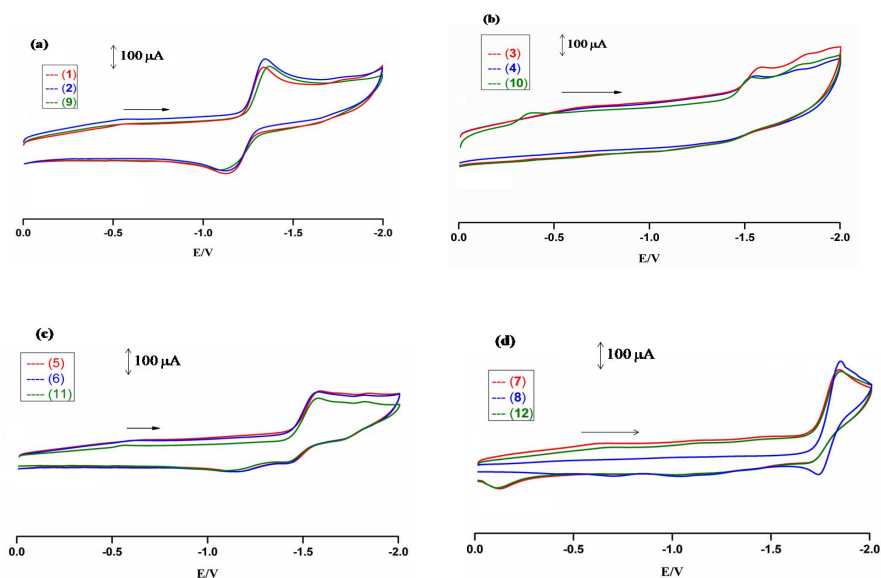 (a)
100 µA
---- (1)
---- (2)
---- (9)
0.0 -0.5 -1.0 -1.5 -2.0
E/V
(b)
100 µA
--- (3)
--- (4)
--- (10)
0.0 -0.5 -1.0 -1.5 -2.0
E/V
(c)
100 µA
---- (5)
---- (6)
---- (11)
0.0 -0.5 -1.0 -1.5 -2.0
E/V
(d)
100 µA
--- (7)
--- (8)
--- (12)
0.0 -0.5 -1.0 -1.5 -2.0
E/V